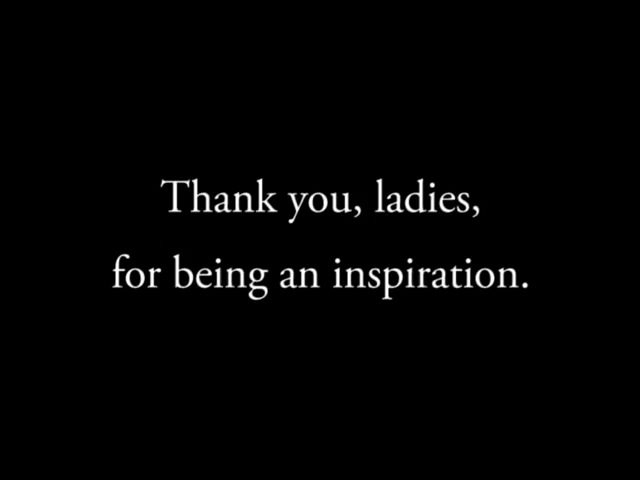 Thank you, ladies,
for being an inspiration.